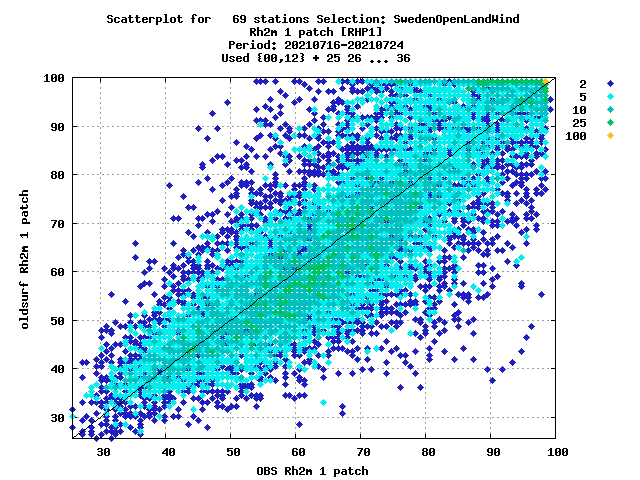 Scatterplot for   69 stations Selection: SwedenOpenLandWind
Rh2m 1 patch [RHP1]
Period: 20210716-20210724
Used {00,12} + 25 26 ... 36
2
5
10
25
100
oldsurf Rh2m 1 patch
100
90
80
70
60
50
40
30
30 40 50 60 70 80 90 100
OBS Rh2m 1 patch